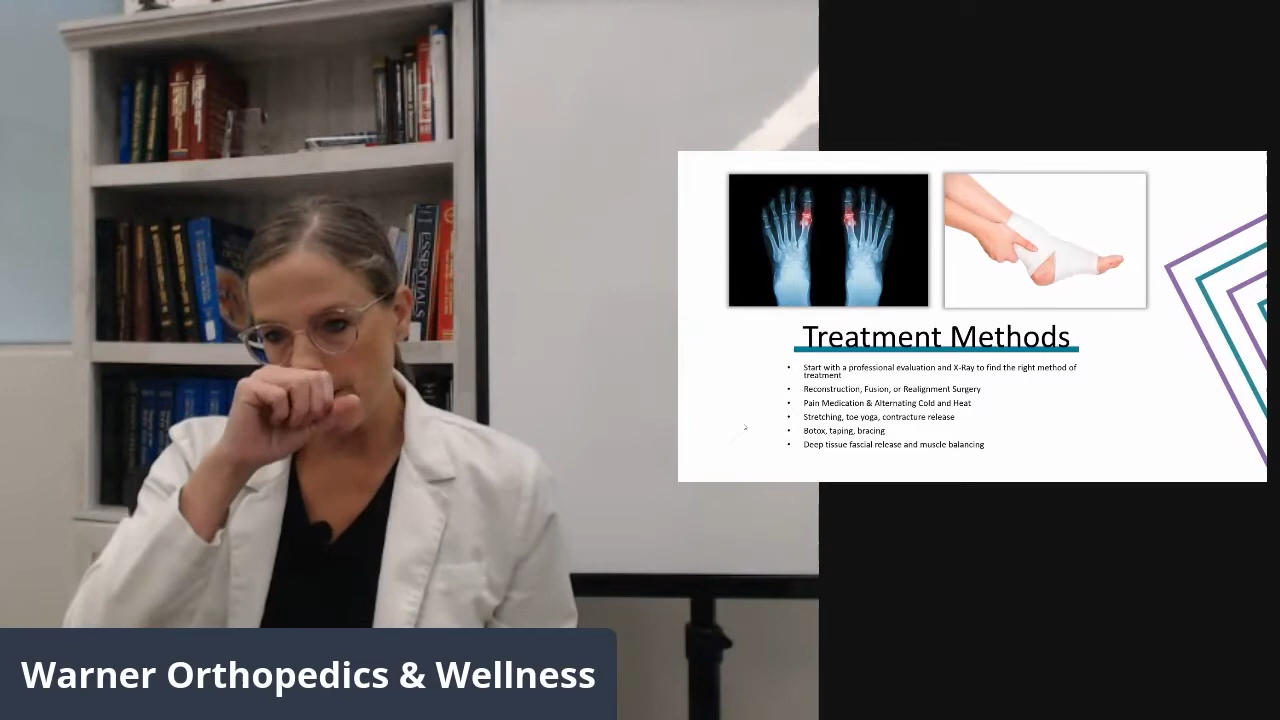 ESSENTIALS
Treatment Methods
• Start with a professional evaluation and X-Ray to find the right method of
treatment
• Reconstruction, Fusion, or Realignment Surgery
• Pain Medication & Alternating Cold and Heat
• Stretching, toe yoga, contracture release
• Botox, taping, bracing
• Deep tissue fascial release and muscle balancing
Warner Orthopedics & Wellness